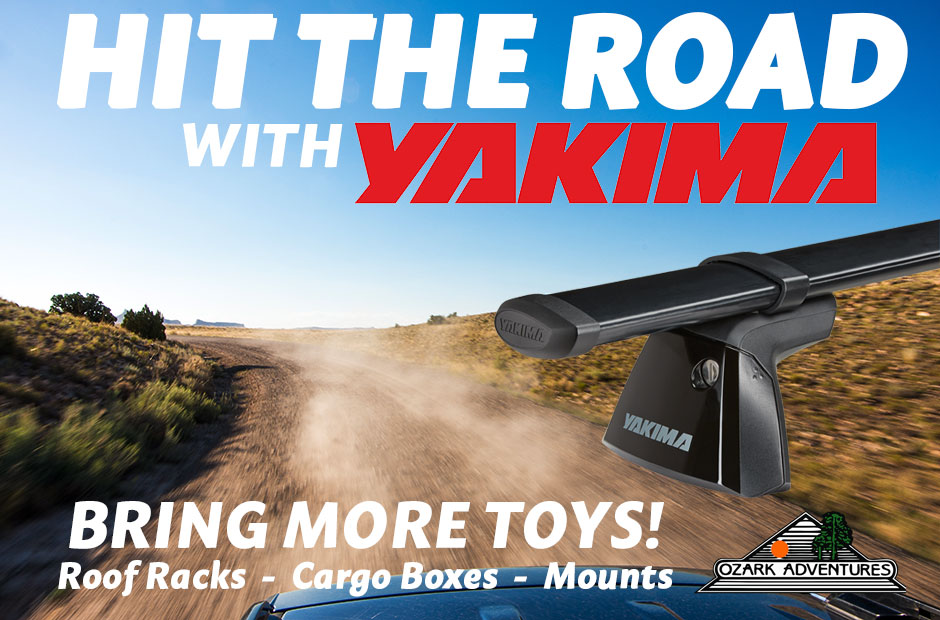 HIT THE ROAD
WITH YAKIMA
YAKIMA
YAKIMA
BRING MORE TOYS!
Roof Racks - Cargo Boxes - Mounts
OZARK ADVENTURES